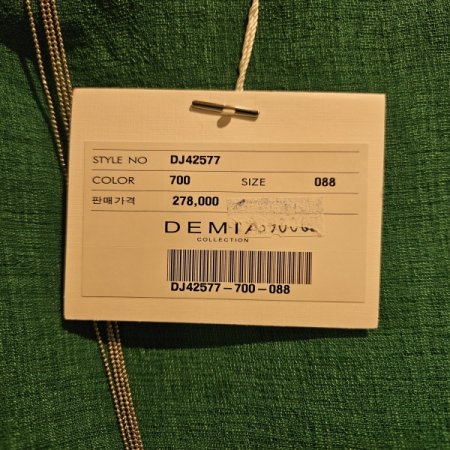 STYLE NO DJ42577
COLOR 700 SIZE 088
판매가격 278,000
DEMI
COLLECTION
DJ42577-700-088